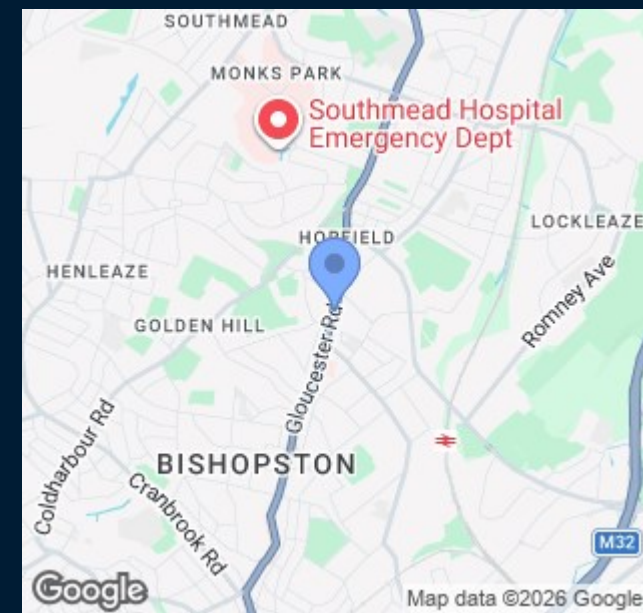 SOUTHMEAD
MONKS PARK
Southmead Hospital
Emergency Dept
LOCKLEAZE
HORFIELD
HENLEAZE
Romney Ave
GOLDEN HILL
Gloucester Rd
Coldharbour Rd
BISHOPSTON
Cranbrook Rd
M32
Google
Map data ©2026 Google